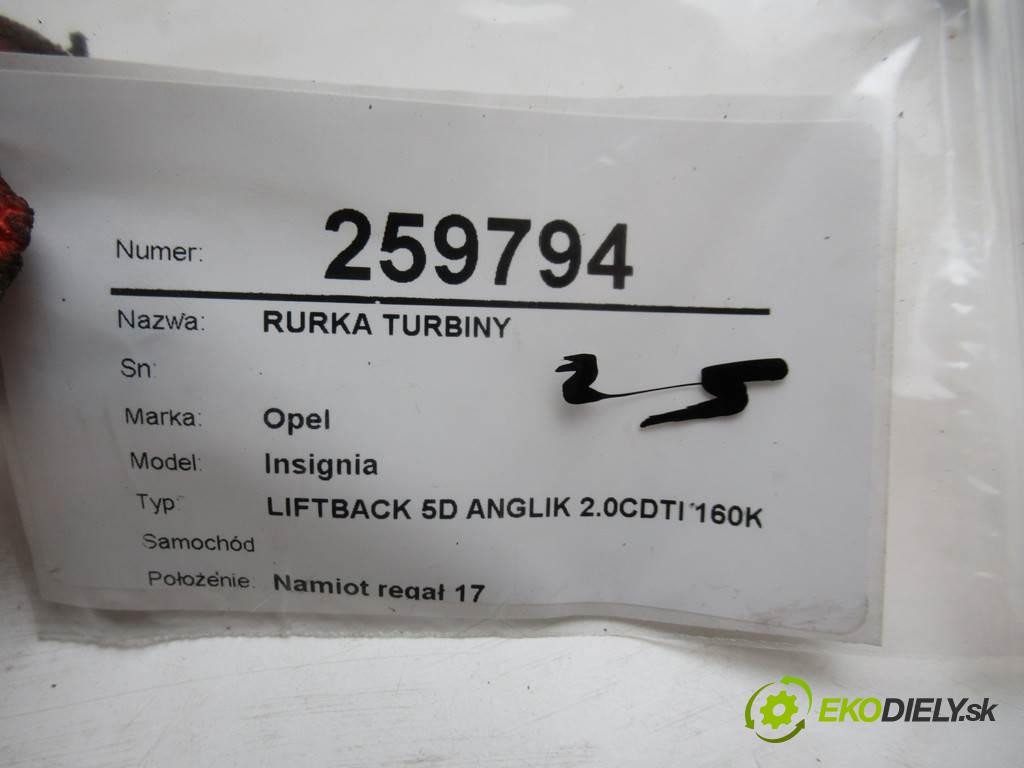 Numer: 259794
Nazwa: RURKA TURBINY
Sn:
Marka: Opel
Model: Insignia
Typ: LIFTBACK 5D ANGLIK 2.0CDTI 160K
Samochód
Położenie: Namiot regał 17
EKODIELY.sk